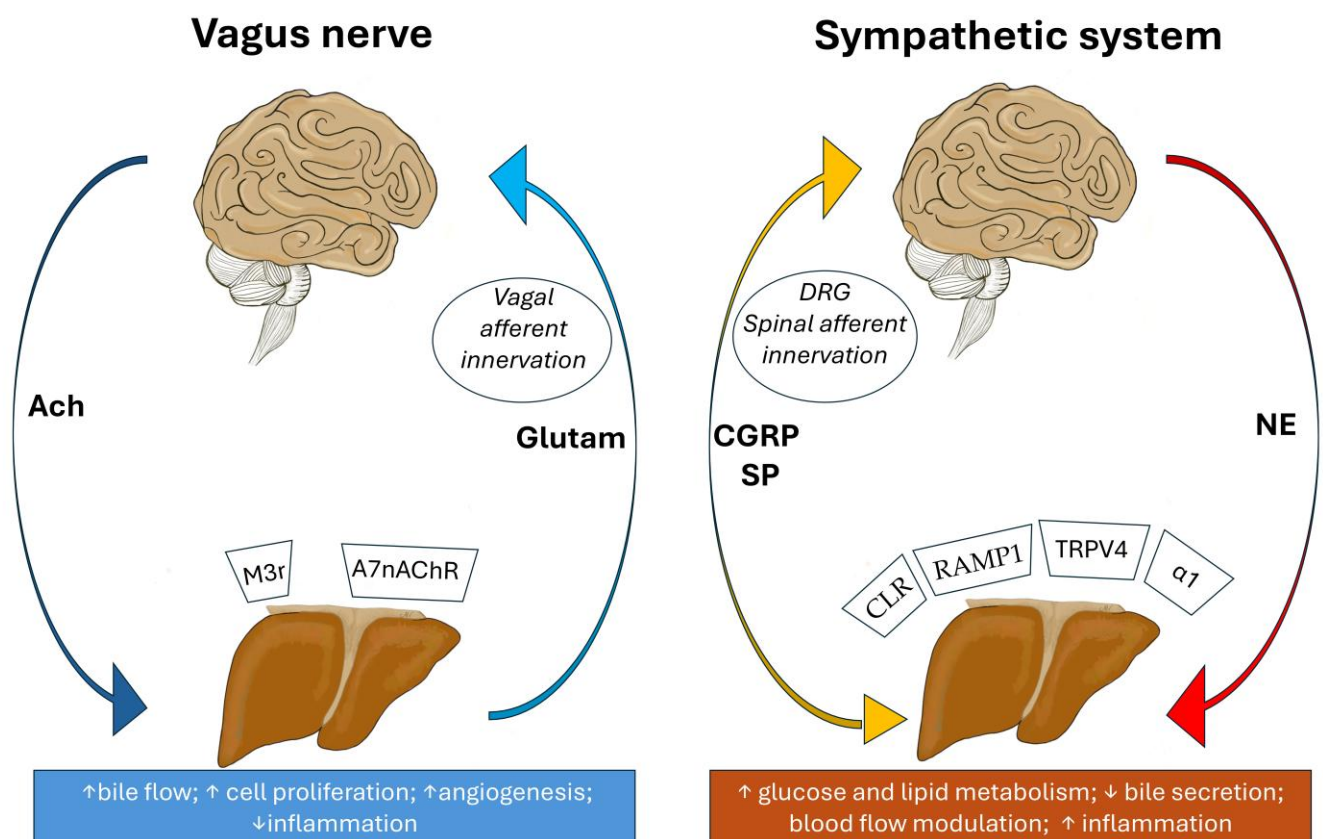 Vagus nerve
Vagal
afferent
innervation
Ach
Glutam
M3r
A7nAChR
↑bile flow; ↑ cell proliferation; ↑angiogenesis;
↓inflammation
Sympathetic system
DRG
Spinal afferent
innervation
CGRP
SP
NE
CLR
RAMP1
TRPV4
α1
↑ glucose and lipid metabolism; ↓ bile secretion;
blood flow modulation; ↑ inflammation